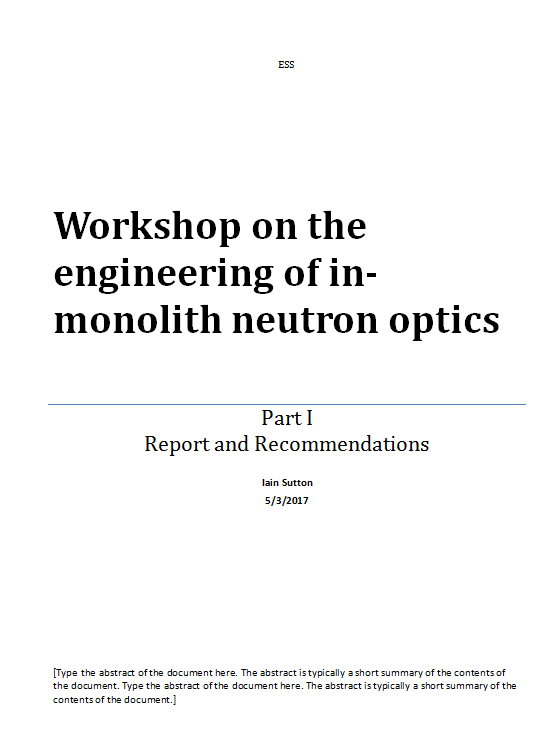 ESS
Workshop on the
engineering of in-
monolith neutron optics
Part I
Report and Recommendations
Iain Sutton
5/3/2017
[Type the abstract of the document here. The abstract is typically a short summary of the contents of
the document. Type the abstract of the document here. The abstract is typically a short summary of the
contents of the document.]